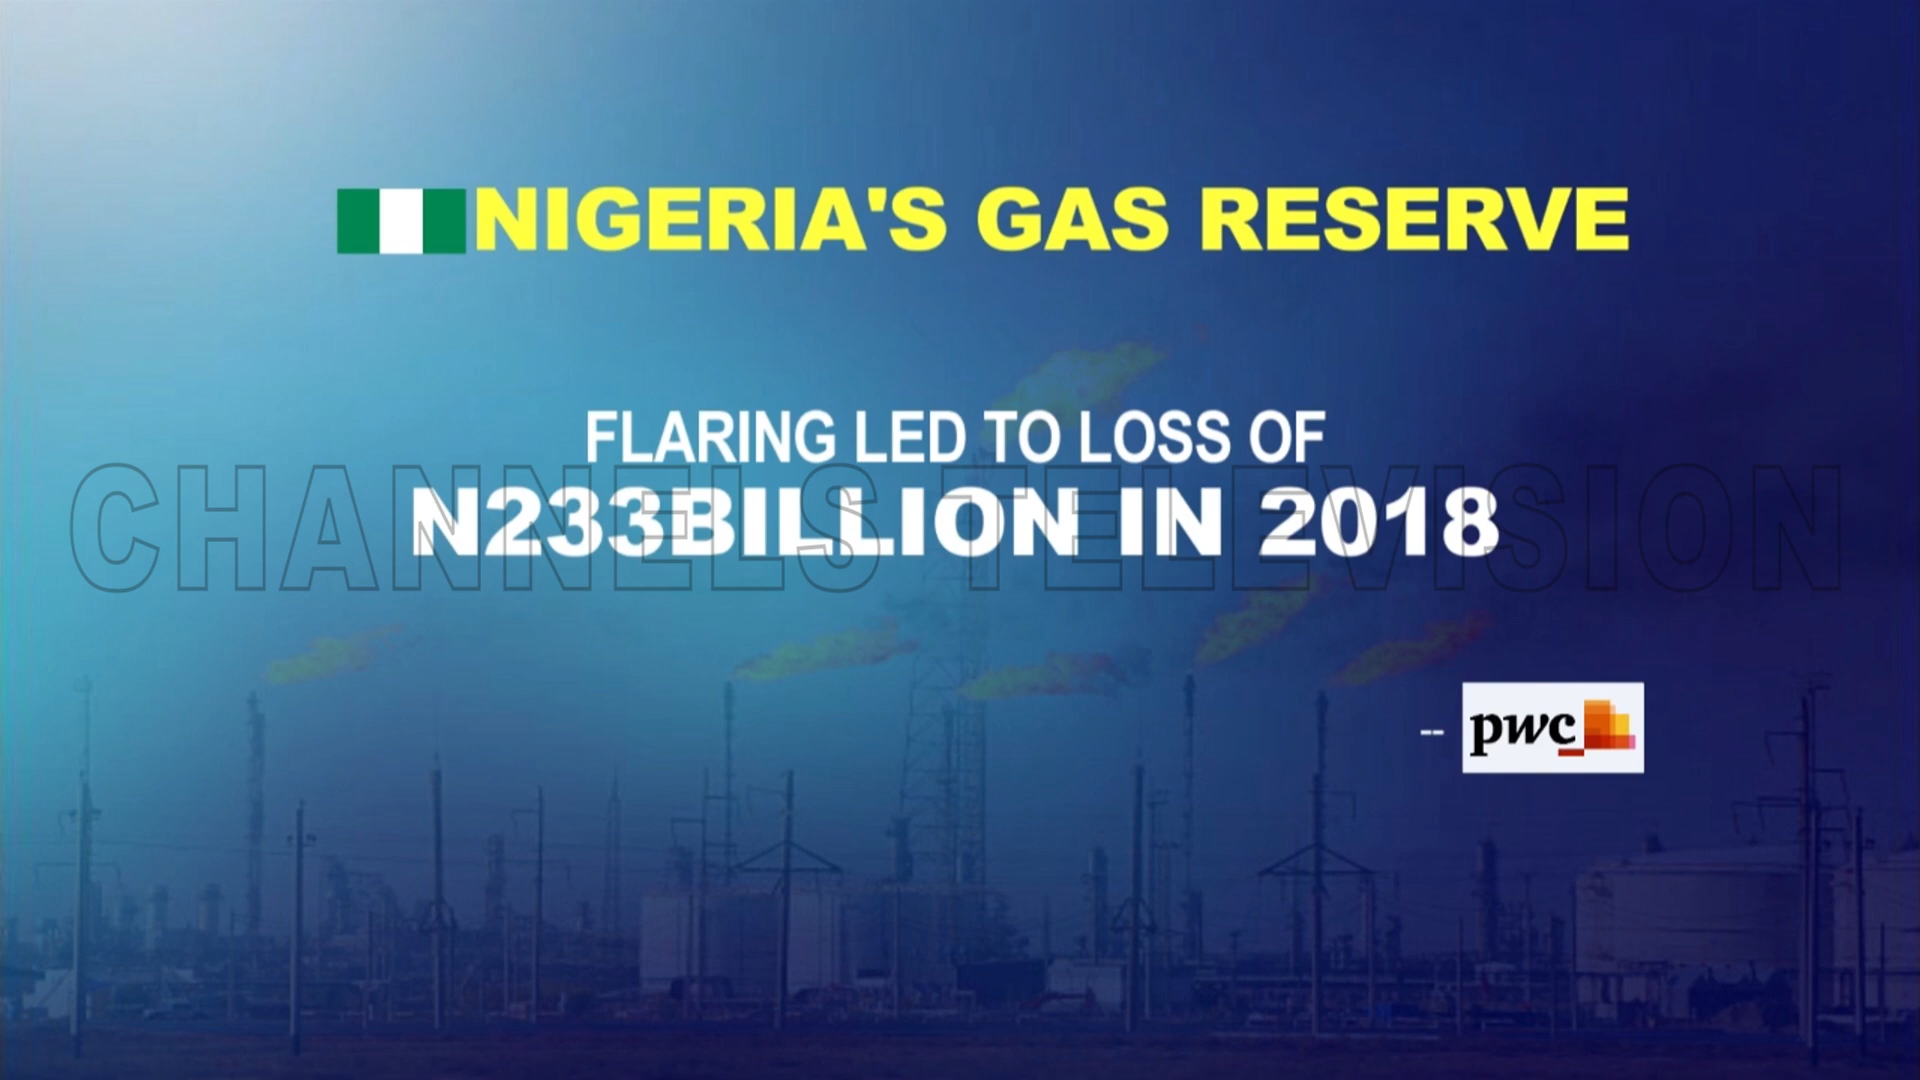 NIGERIA'S GAS RESERVE
FLARING LED TO LOSS OF
N233BILLION IN 2018
CHANNELS TELEVISION
-- pwc